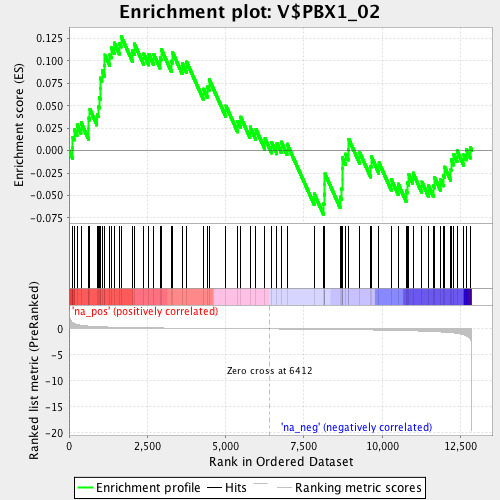 Enrichment plot: V$PBX1_02
Enrichment score (ES)
0.125
0.100
0.075
0.050
0.025
0.000
-0.025
-0.050
-0.075
'na_pos' (positively correlated)
Ranked list metric (PreRanked)
0
-5
-10
-15
-20
Zero cross at 6412
'na_neg' (negatively correlated)
0
2,500
5,000
7,500
10,000
12,500
Rank in Ordered Dataset
Enrichment profile
Hits
Ranking metric scores